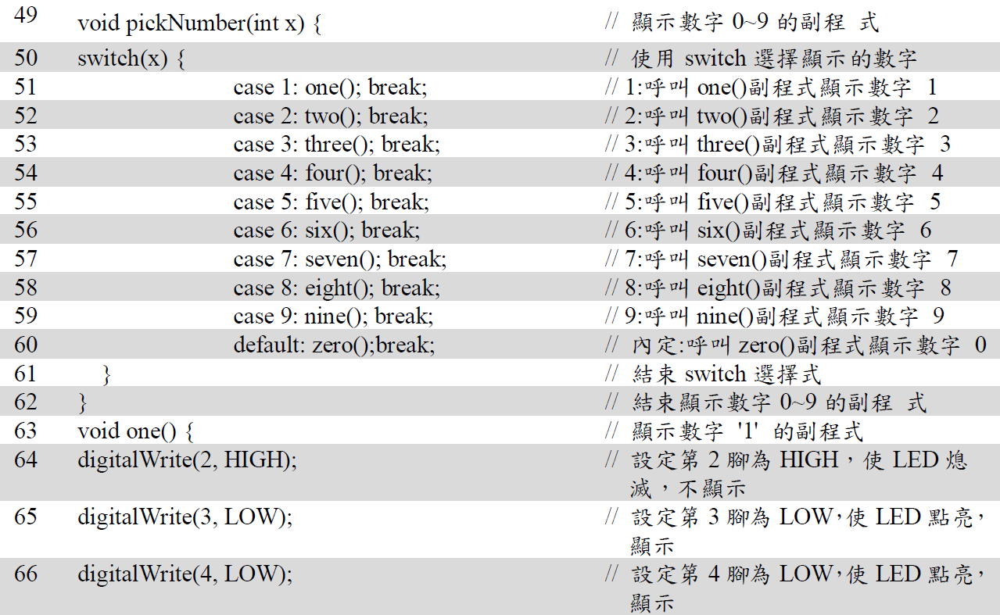 49 void pickNumber(int x) { // 顯示數字 0~9 的副程 式
50 switch(x) { // 使用 switch 選擇顯示的數字
51 case 1: one(); break; // 1:呼叫 one()副程式顯示數字 1
52 case 2: two(); break; // 2:呼叫 two()副程式顯示數字 2
53 case 3: three(); break; // 3:呼叫 three()副程式顯示數字 3
54 case 4: four(); break; // 4:呼叫 four()副程式顯示數字 4
55 case 5: five(); break; // 5:呼叫 five()副程式顯示數字 5
56 case 6: six(); break; // 6:呼叫 six()副程式顯示數字 6
57 case 7: seven(); break; // 7:呼叫 seven()副程式顯示數字 7
58 case 8: eight(); break; // 8:呼叫 eight()副程式顯示數字 8
59 case 9: nine(); break; // 9:呼叫 nine()副程式顯示數字 9
60 default: zero();break; // 內定:呼叫 zero()副程式顯示數字 0
61 } // 結束 switch 選擇式
62 } // 結束顯示數字 0~9 的副程 式
63 void one() { // 顯示數字 '1' 的副程式
64 digitalWrite(2, HIGH); // 設定第 2 腳為 HIGH，使 LED 熄
滅，不顯示
65 digitalWrite(3, LOW); // 設定第 3 腳為 LOW，使 LED 點亮，
顯示
66 digitalWrite(4, LOW); // 設定第 4 腳為 LOW，使 LED 點亮，
顯示